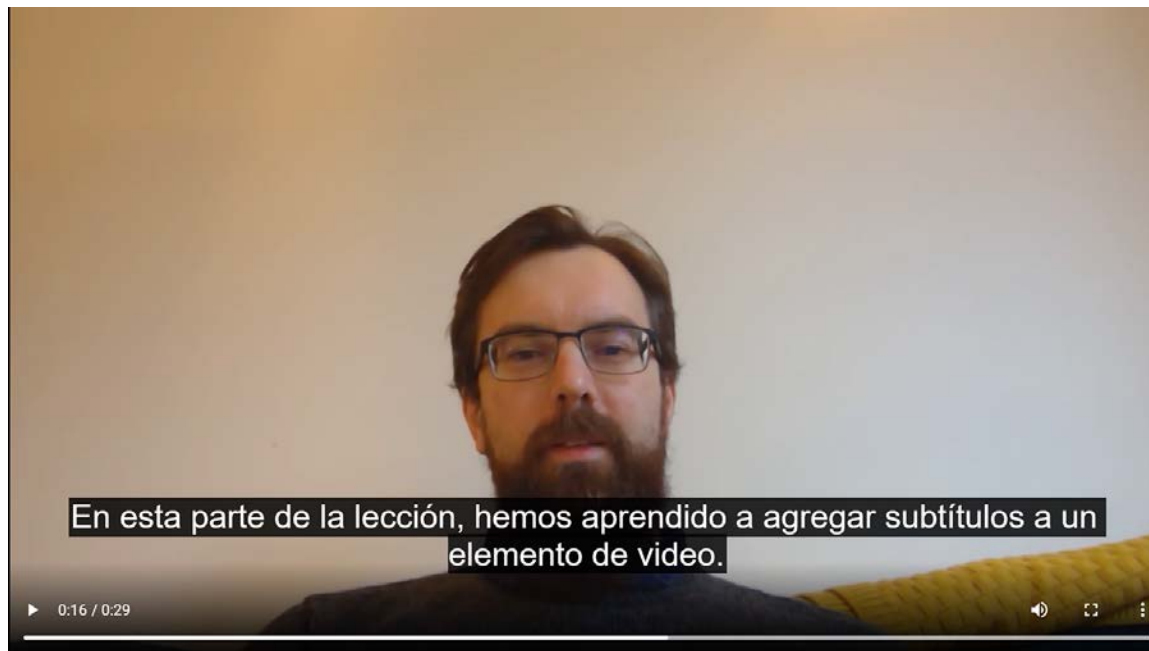 En esta parte de la lección, hemos aprendido a agregar subtítulos a un
elemento de video.
0:16 / 0:29